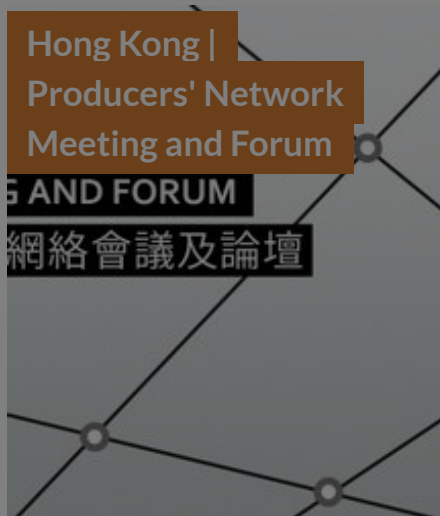 Hong Kong |
Producers' Network
Meeting and Forum
AND FORUM
網絡會議及論壇